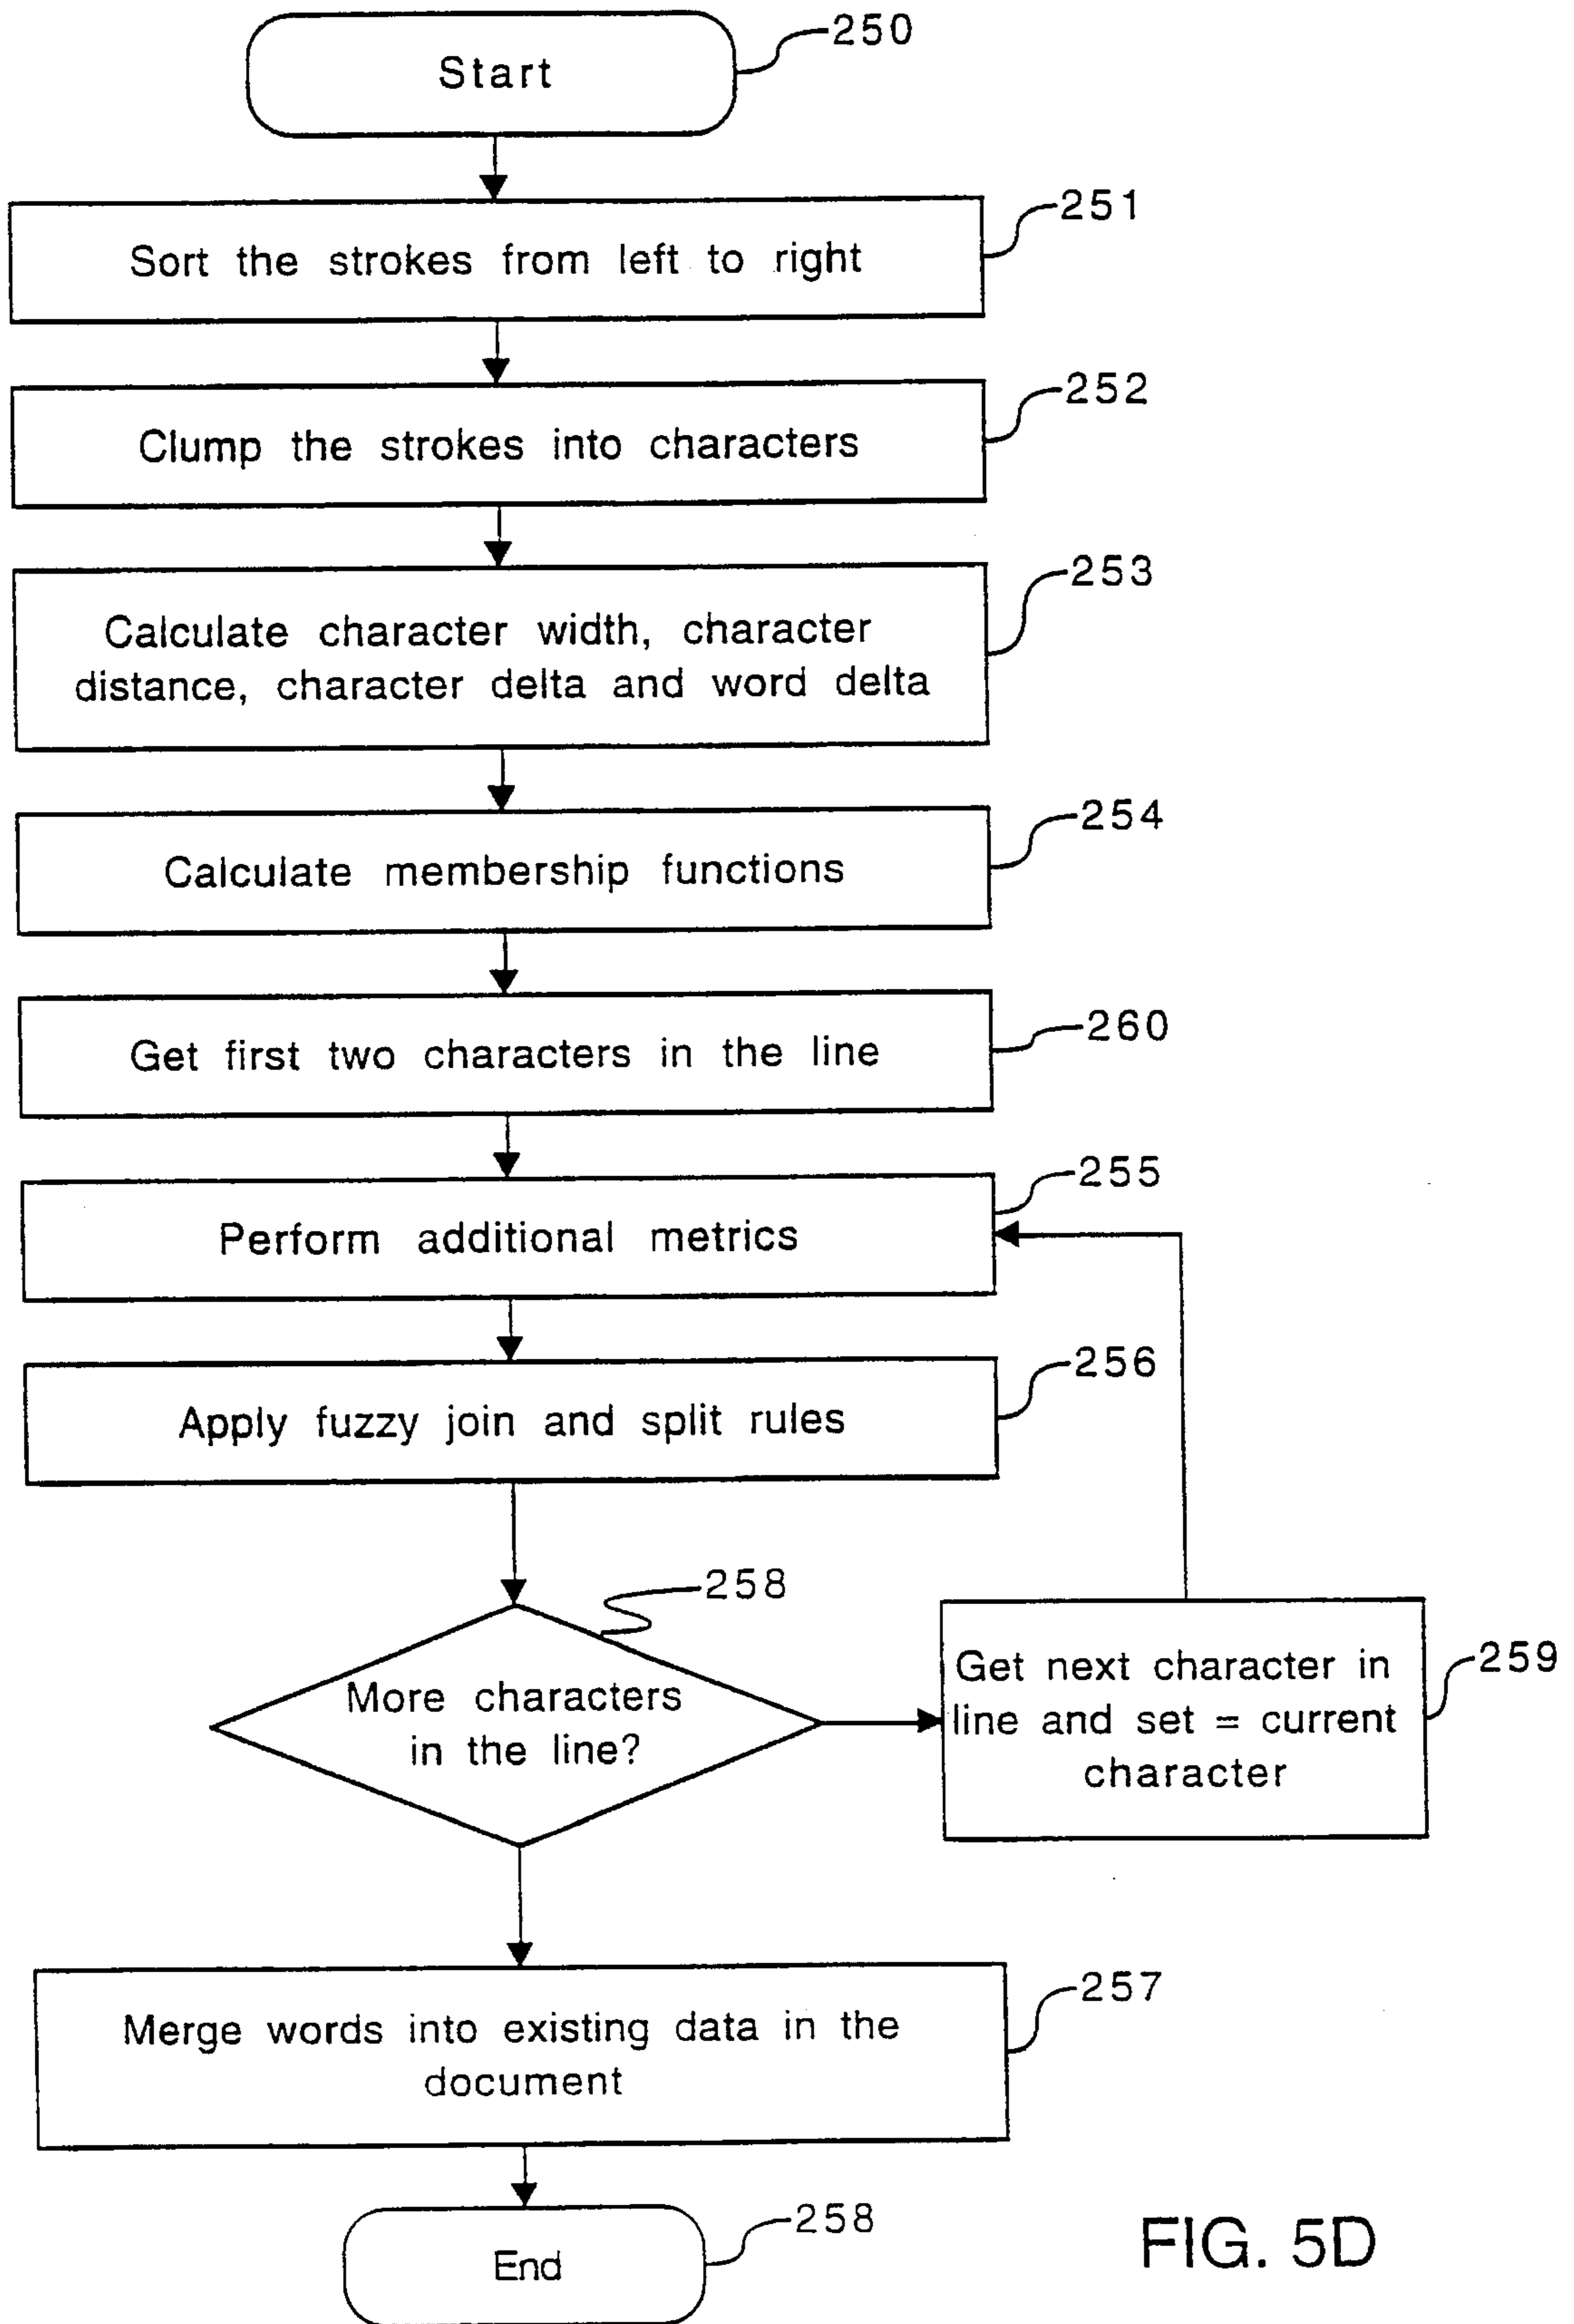 250
Start
251
Sort the strokes from left to right
252
Clump the strokes into characters
253
Calculate character width, character
distance, character delta and word delta
254
Calculate membership functions
260
Get first two characters in the line
255
Perform additional metrics
256
Apply fuzzy join and split rules
258
More characters
in the line?
259
Get next character in
line and set = current
character
257
Merge words into existing data in the
document
258
End
FIG. 5D